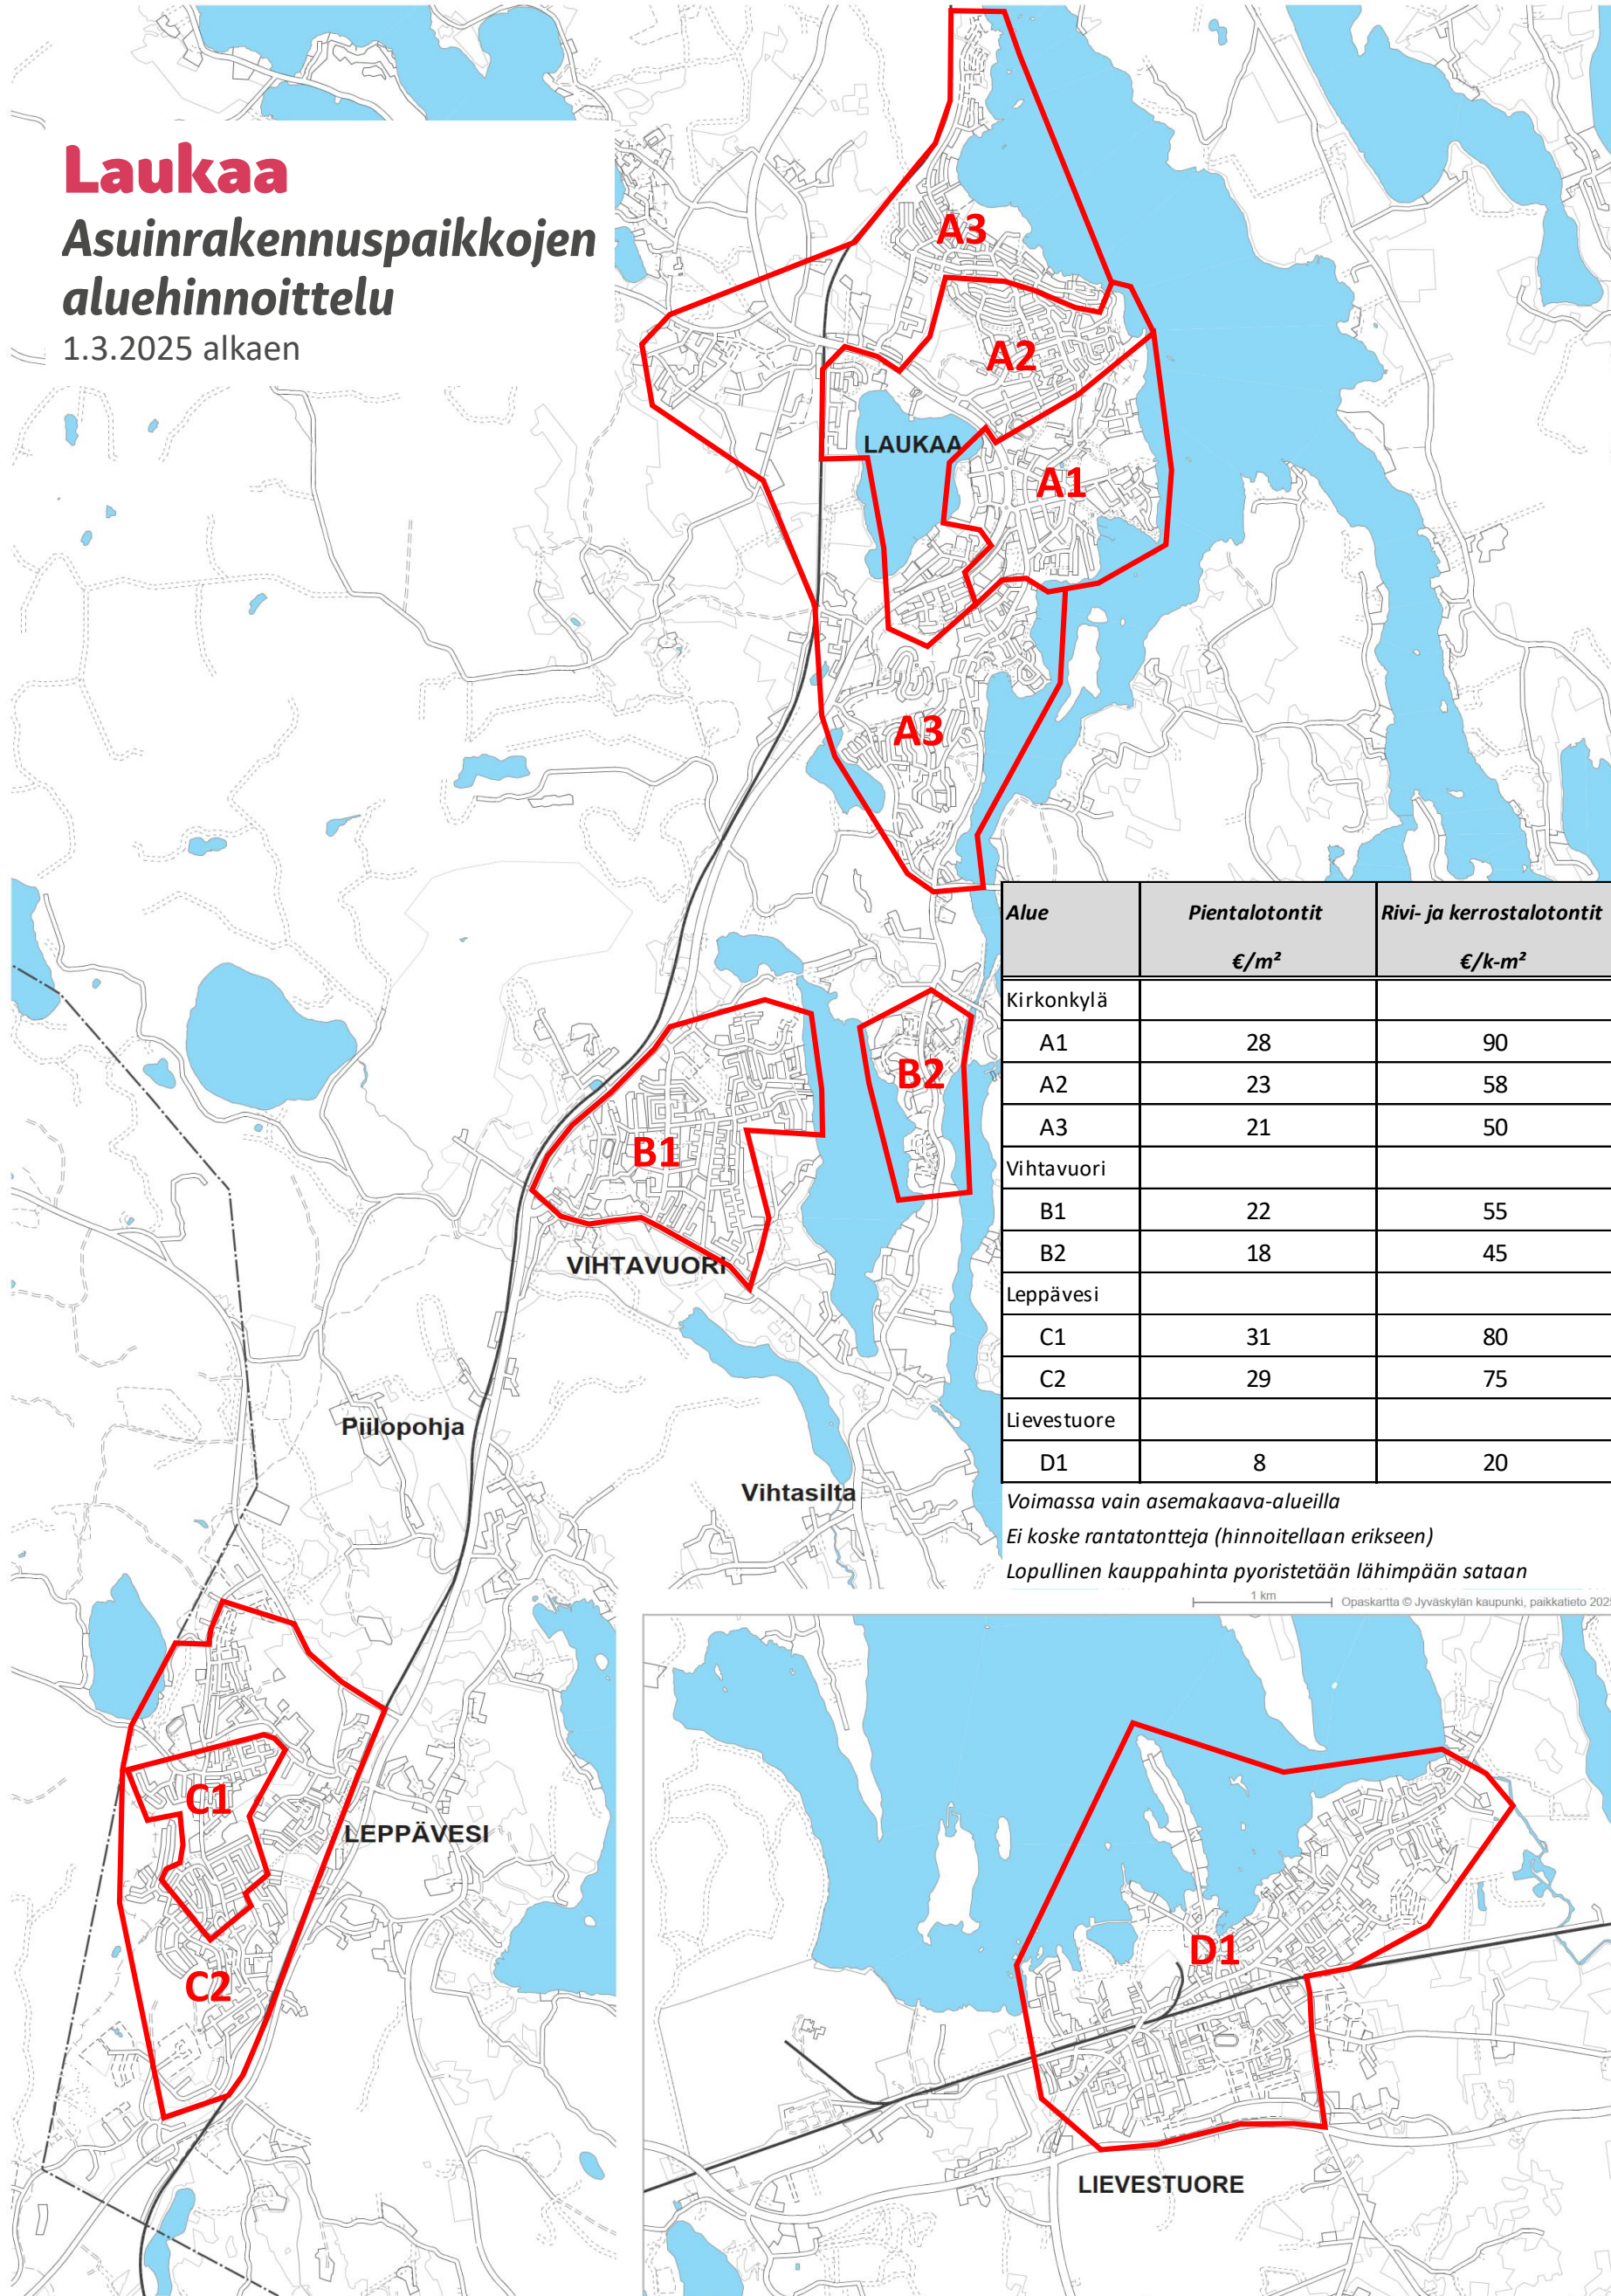 Laukaa
Asuinrakennuspaikkojen
aluehinnoittelu
1.3.2025 alkaen
A3
A2
LAUKAA
A1
A3
Alue Pientalotontit Rivi- ja kerrostalotontit
€/m² €/k-m²
Kirkonkylä
A1 28 90
A2 23 58
A3 21 50
Vihtavuori
B1 22 55
B2 18 45
Leppävesi
C1 31 80
C2 29 75
Lievestuore
D1 8 20
Voimassa vain asemakaava-alueilla
Ei koske rantatontteja (hinnoitellaan erikseen)
Lopullinen kauppahinta pyoristetään lähimpään sataan
1 km Opaskartta © Jyväskylän kaupunki, paikkatieto 2025
B2
B1
VIHTAVUORI
Piilopohja
Vihtasilta
C1
LEPPÄVESI
C2
D1
LIEVESTUORE